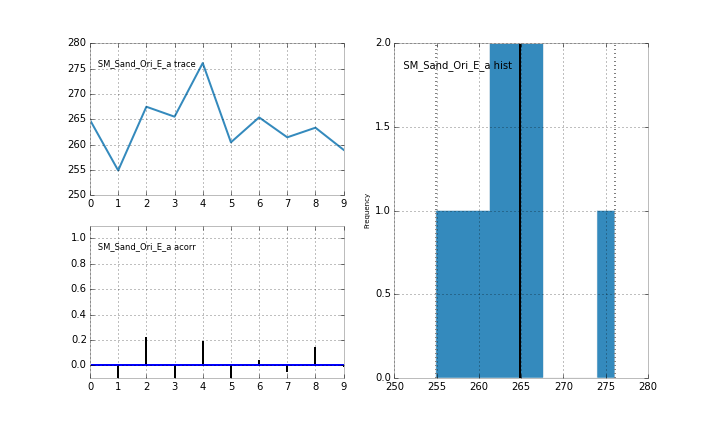 280
275
270
265
260
255
250
SM_Sand_Ori_E_a trace
0 1 2 3 4 5 6 7 8 9
1.0
0.8
0.6
0.4
0.2
0.0
SM_Sand_Ori_E_a acorr
0 1 2 3 4 5 6 7 8 9
2.0
1.5
1.0
0.5
0.0
Frequency
SM_Sand_Ori_E_a hist
250 255 260 265 270 275 280